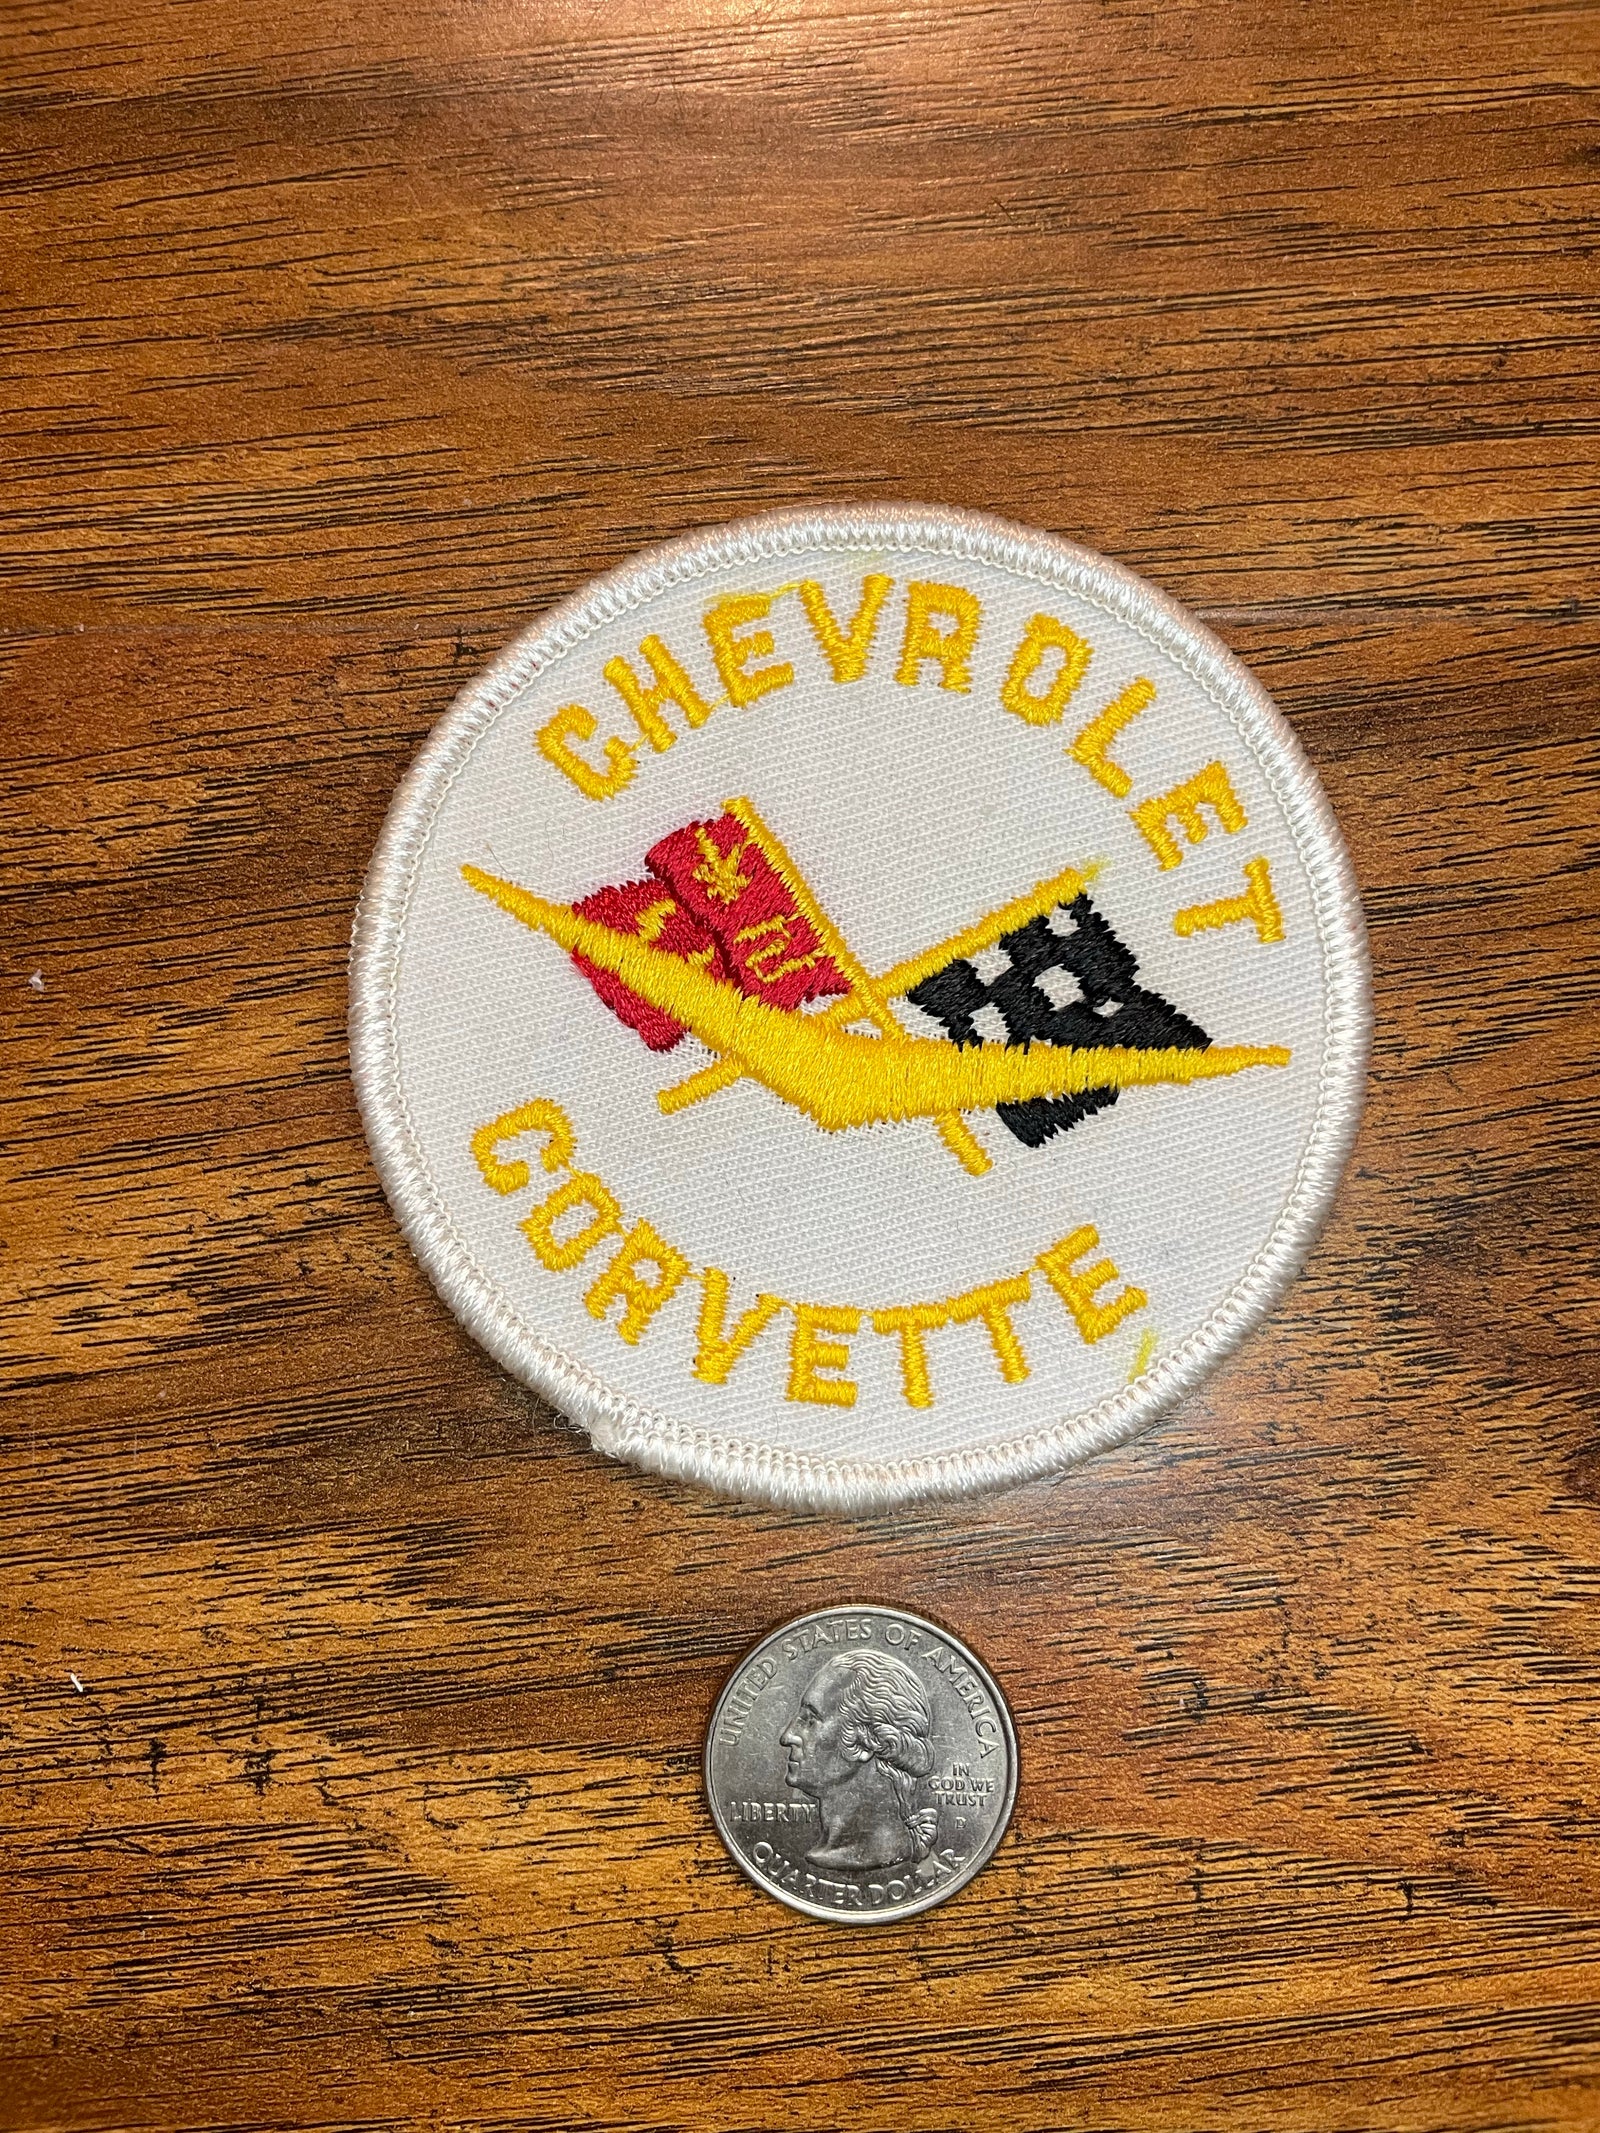 CHEVROLET
CORVETTE
UNITED STATES OF AMERICA
LIBERTY
IN
GOD WE
TRUST
D
QUARTER DOLLAR